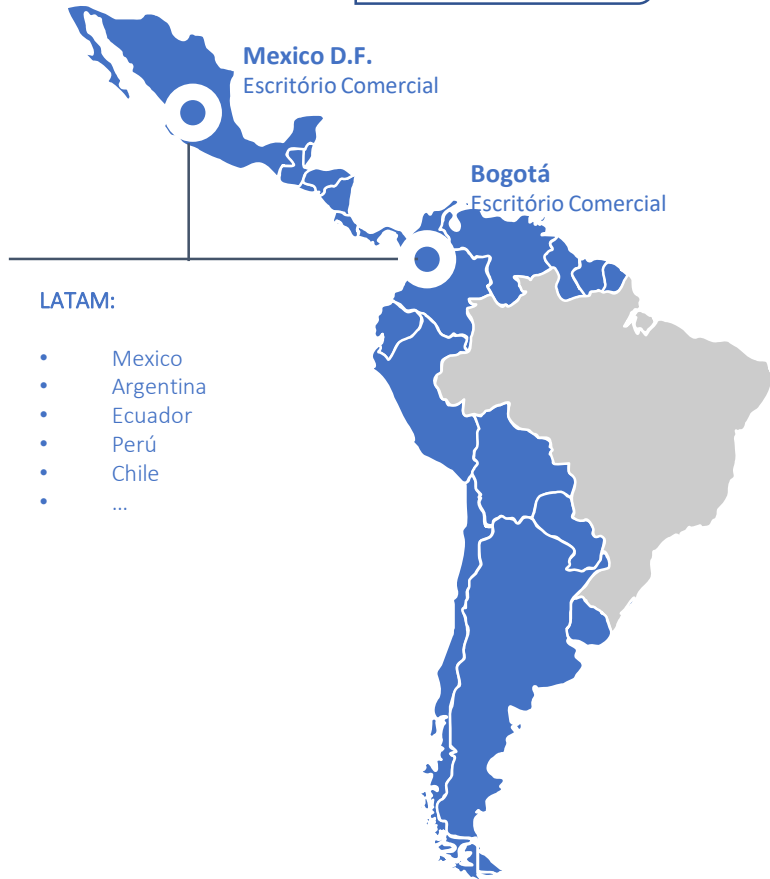 Mexico D.F.
Escritório Comercial
Bogotá
Escritório Comercial
LATAM:
• Mexico
• Argentina
• Ecuador
• Perú
• Chile
• ...